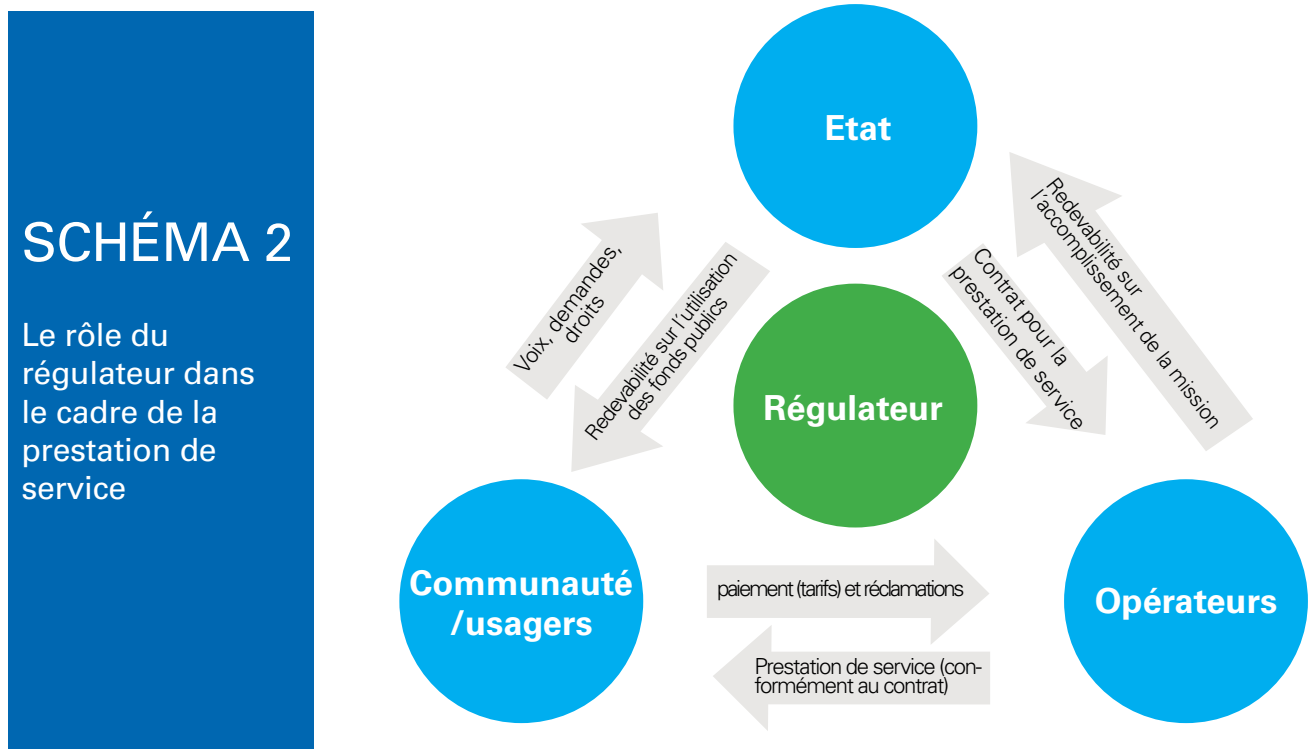 SCHÉMA 2
Le rôle du
régulateur dans
le cadre de la
prestation de
service
Etat
Voix, demandes,
droits
Redevabilité sur l'utilisation
des fonds publics
Contrat pour la
prestation de service
Redevabilité sur
l'accomplissement de la mission
Régulateur
Communauté
/usagers
paiement (tarifs) et réclamations
Prestation de service (con-
formément au contrat)
Opérateurs